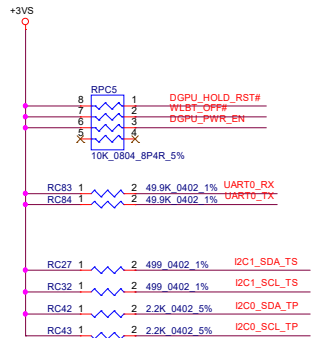 +3VS
RPC5
8 1 DGPU_HOLD_RST#
7 2 WLBT_OFF#
6 3 DGPU_PWR_EN
5 4
10K_0804_8P4R_5%
RC83 1 2 49.9K_0402_1% UART0_RX
RC84 1 2 49.9K_0402_1% UART0_TX
RC27 1 2 499_0402_1% I2C1_SDA_TS
RC32 1 2 499_0402_1% I2C1_SCL_TS
RC42 1 2 2.2K_0402_5% I2C0_SDA_TP
RC43 1 2 2.2K_0402_5% I2C0_SCL_TP